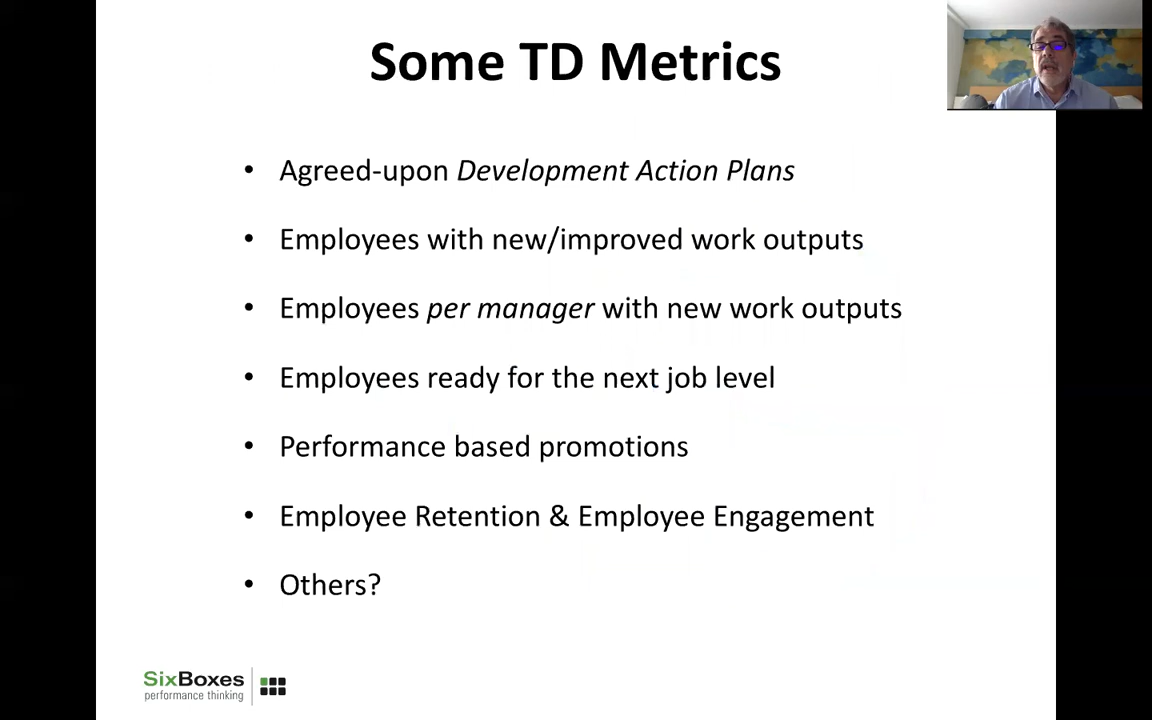 Some TD Metrics
• Agreed-upon Development Action Plans
• Employees with new/improved work outputs
• Employees per manager with new work outputs
• Employees ready for the next job level
• Performance based promotions
• Employee Retention & Employee Engagement
• Others?
SixBoxes
performance thinking